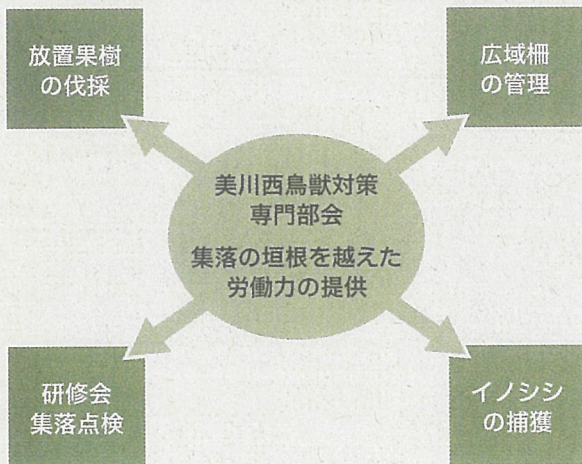 放置果樹
の伐採
広域柵
の管理
美川西鳥獣対策
専門部会
集落の垣根を越えた
労働力の提供
研修会
集落点検
イノシシ
の捕獲